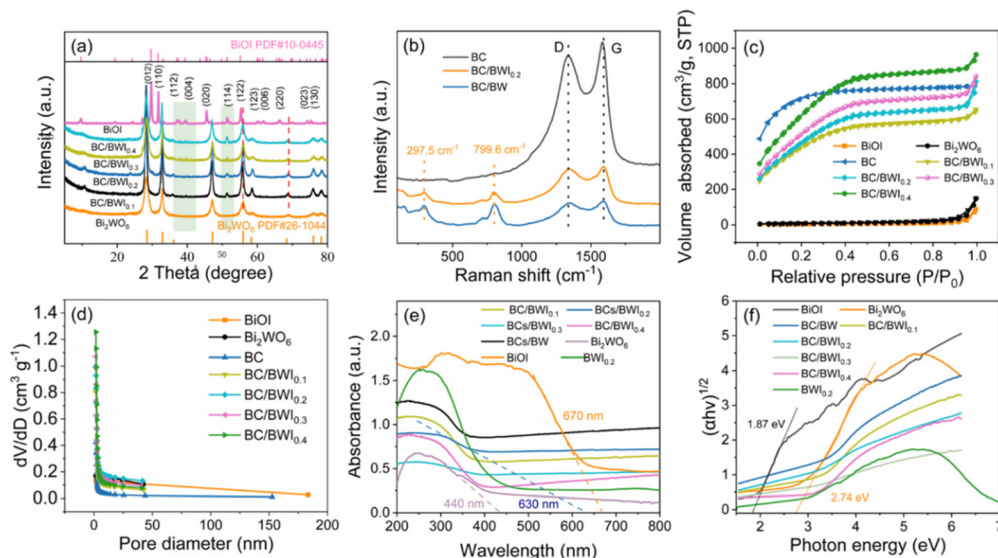 (a)
BiOI PDF#10-0445
(012)
(110)
(112)
(004)
(020)
(114)
(122)
(123)
(006)
(220)
(023)
(130)
BiOI
BC/BWI0.4
BC/BWI0.3
BC/BWI0.2
BC/BWI0.1
Bi2WO6
Bi2WO6 PDF#26-1044
Intensity (a.u.)
20 40 50 60 80
2 Thetá (degree)
(b)
BC
BC/BWI0.2
BC/BW
D
G
297.5 cm-1
799.6 cm-1
Intensity (a.u.)
500 1000 1500
Raman shift (cm-1)
(c)
1000
900
800
600
400
200
0
BiOI
Bi2WO6
BC
BC/BWI0.1
BC/BWI0.2
BC/BWI0.3
BC/BWI0.4
Volume absorbed (cm3/g, STP)
0.0 0.2 0.4 0.6 0.8 1.0
Relative pressure (P/P0)
(d)
1.4
1.2
1.0
0.8
0.6
0.4
0.2
0.0
BiOI
Bi2WO6
BC
BC/BWI0.1
BC/BWI0.2
BC/BWI0.3
BC/BWI0.4
dV/dD (cm3 g-1)
0 50 100 150 200
Pore diameter (nm)
(e)
2.5
2.0
1.5
1.0
0.5
0.0
BC/BWI0.1
BCs/BWI0.2
BCs/BWI0.3
BC/BWI0.4
BCs/BW
Bi2WO6
BiOI
BWI0.2
670 nm
440 nm
630 nm
Absorbance (a.u.)
200 300 400 500 600 700 800
Wavelength (nm)
(f)
BiOI
Bi2WO6
BC/BW
BC/BWI0.1
BC/BWI0.2
BC/BWI0.3
BC/BWI0.4
BWI0.2
1.87 eV
2.74 eV
(αhν)1/2
6
5
4
3
2
1
0
2 3 4 5 6 7
Photon energy (eV)